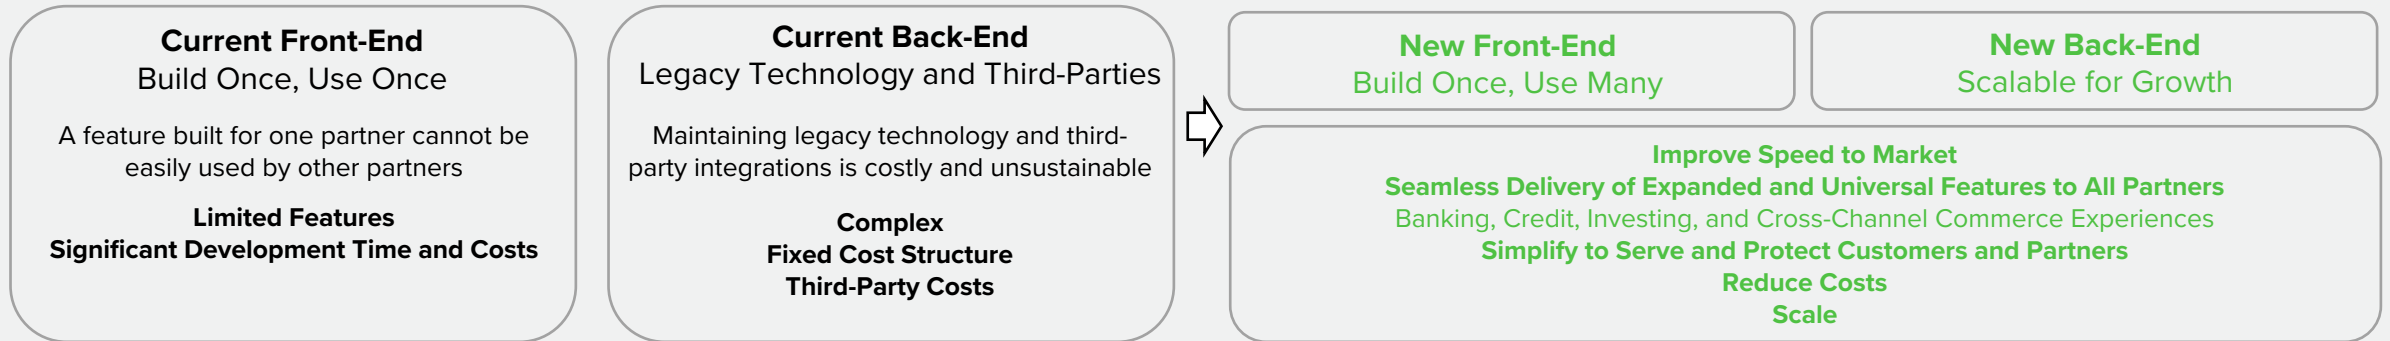 Current Front-End
Build Once, Use Once
A feature built for one partner cannot be
easily used by other partners
Limited Features
Significant Development Time and Costs
Current Back-End
Legacy Technology and Third-Parties
Maintaining legacy technology and third-
party integrations is costly and unsustainable
Complex
Fixed Cost Structure
Third-Party Costs
New Front-End
Build Once, Use Many
New Back-End
Scalable for Growth
Improve Speed to Market
Seamless Delivery of Expanded and Universal Features to All Partners
Banking, Credit, Investing, and Cross-Channel Commerce Experiences
Simplify to Serve and Protect Customers and Partners
Reduce Costs
Scale